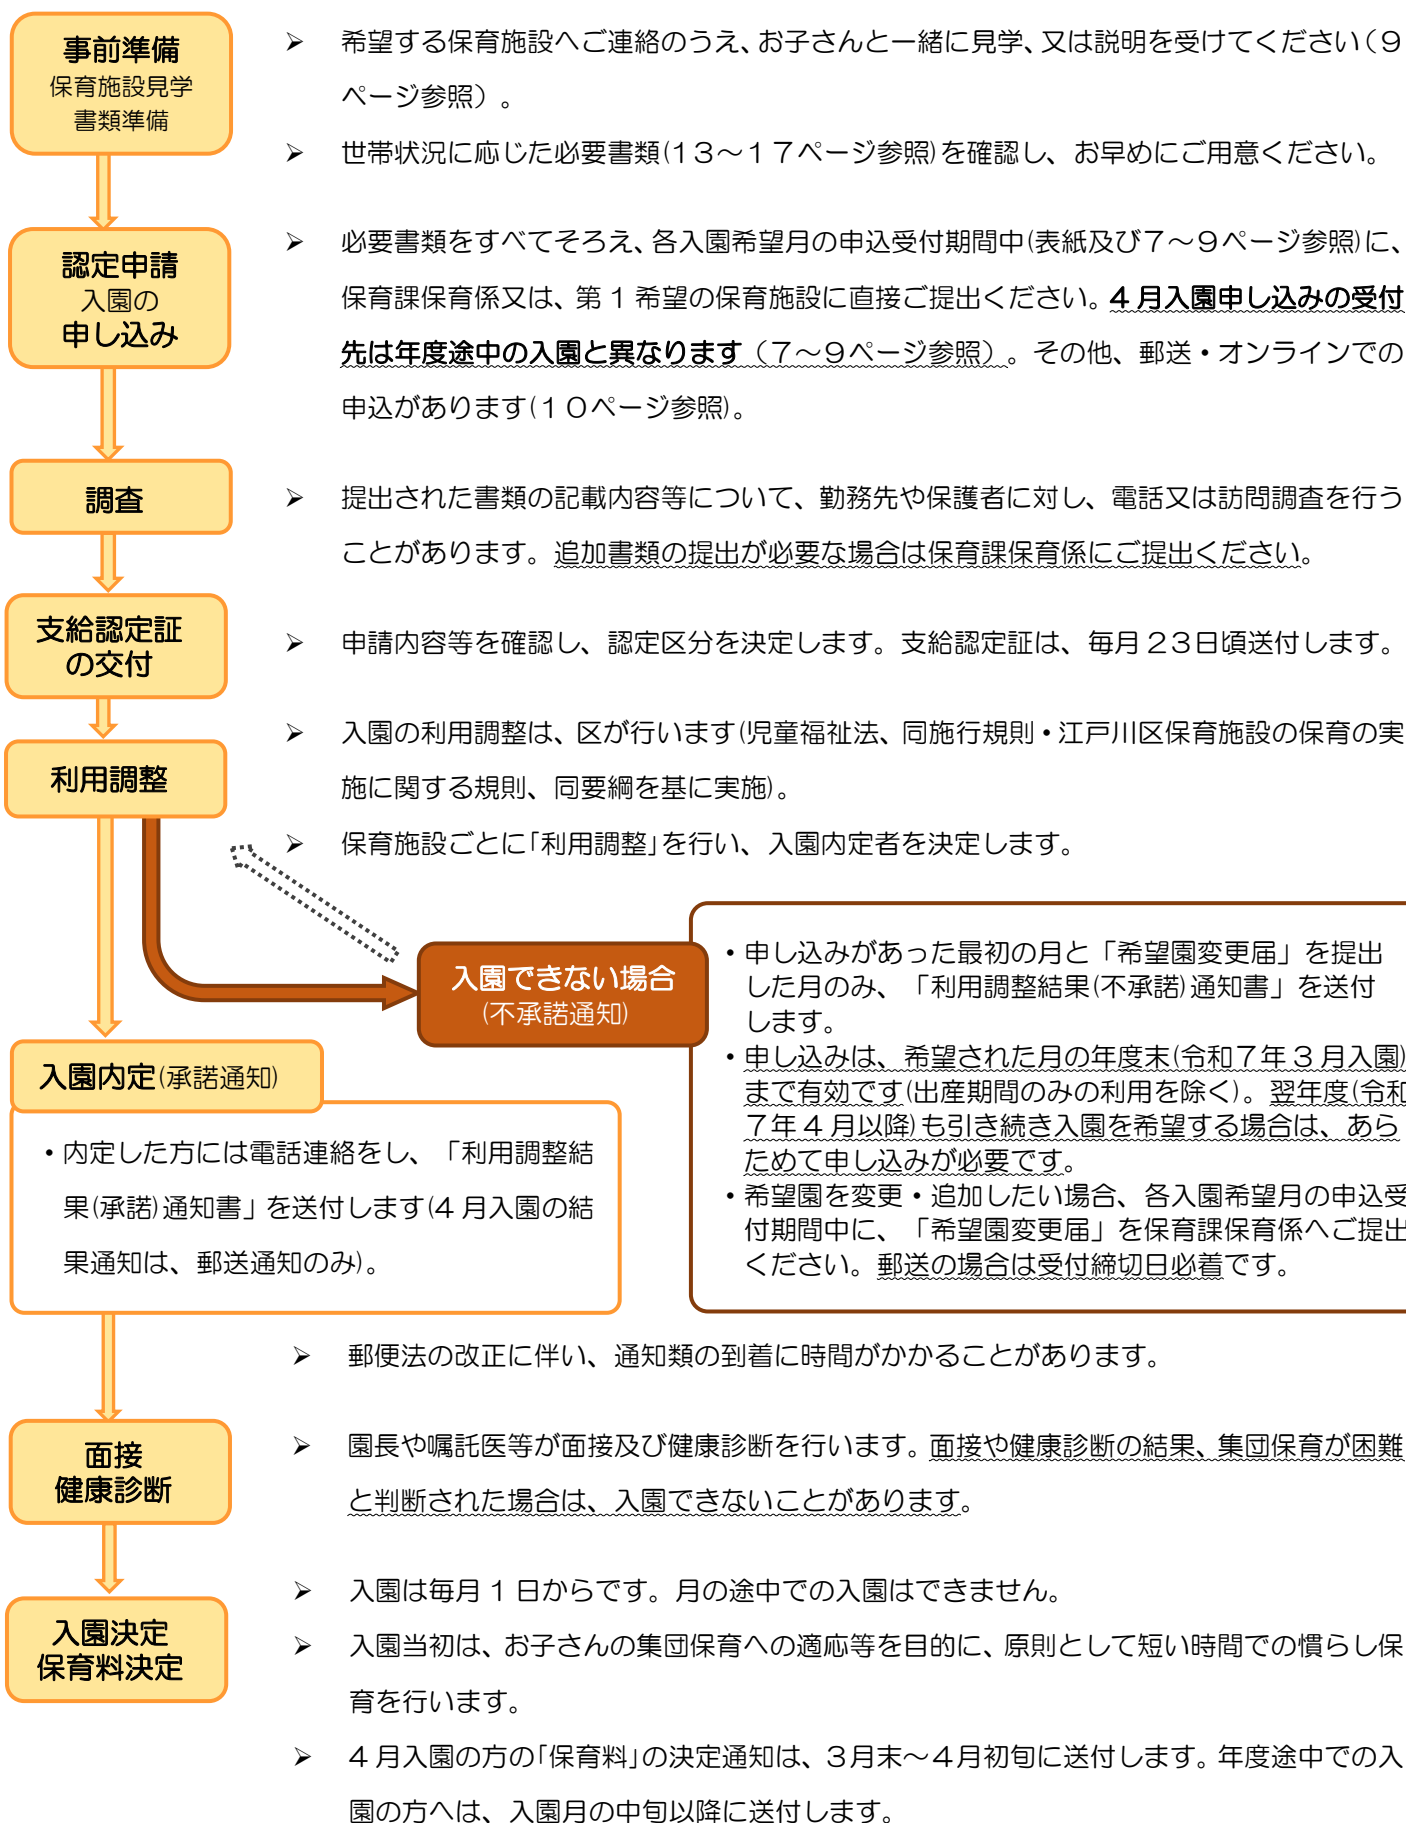 事前準備
保育施設見学
書類準備
➢ 希望する保育施設へご連絡のうえ、お子さんと一緒に見学、又は説明を受けてください（９
ページ参照）。
➢ 世帯状況に応じた必要書類(１３～１７ページ参照)を確認し、お早めにご用意ください。
認定申請
入園の
申し込み
➢ 必要書類をすべてそろえ、各入園希望月の申込受付期間中(表紙及び７～９ページ参照)に、
保育課保育係又は、第１希望の保育施設に直接ご提出ください。４月入園申し込みの受付
先は年度途中の入園と異なります（７～９ページ参照）。その他、郵送・オンラインでの
申込があります(１０ページ参照)。
調査
➢ 提出された書類の記載内容等について、勤務先や保護者に対し、電話又は訪問調査を行う
ことがあります。追加書類の提出が必要な場合は保育課保育係にご提出ください。
支給認定証
の交付
➢ 申請内容等を確認し、認定区分を決定します。支給認定証は、毎月２３日頃送付します。
利用調整
➢ 入園の利用調整は、区が行います(児童福祉法、同施行規則・江戸川区保育施設の保育の実
施に関する規則、同要綱を基に実施)。
➢ 保育施設ごとに「利用調整」を行い、入園内定者を決定します。
入園できない場合
(不承諾通知)
・申し込みがあった最初の月と「希望園変更届」を提出
した月のみ、「利用調整結果(不承諾)通知書」を送付
します。
・申し込みは、希望された月の年度末(令和７年３月入園)
まで有効です(出産期間のみの利用を除く)。翌年度(令和
７年４月以降)も引き続き入園を希望する場合は、あら
ためて申し込みが必要です。
・希望園を変更・追加したい場合、各入園希望月の申込受
付期間中に、「希望園変更届」を保育課保育係へご提出
ください。郵送の場合は受付締切日必着です。
入園内定(承諾通知)
・内定した方には電話連絡をし、「利用調整結
果(承諾)通知書」を送付します(４月入園の結
果通知は、郵送通知のみ)。
➢ 郵便法の改正に伴い、通知類の到着に時間がかかることがあります。
面接
健康診断
➢ 園長や嘱託医等が面接及び健康診断を行います。面接や健康診断の結果、集団保育が困難
と判断された場合は、入園できないことがあります。
入園決定
保育料決定
➢ 入園は毎月１日からです。月の途中での入園はできません。
➢ 入園当初は、お子さんの集団保育への適応等を目的に、原則として短い時間での慣らし保
育を行います。
➢ ４月入園の方の「保育料」の決定通知は、３月末～４月初旬に送付します。年度途中での入
園の方へは、入園月の中旬以降に送付します。